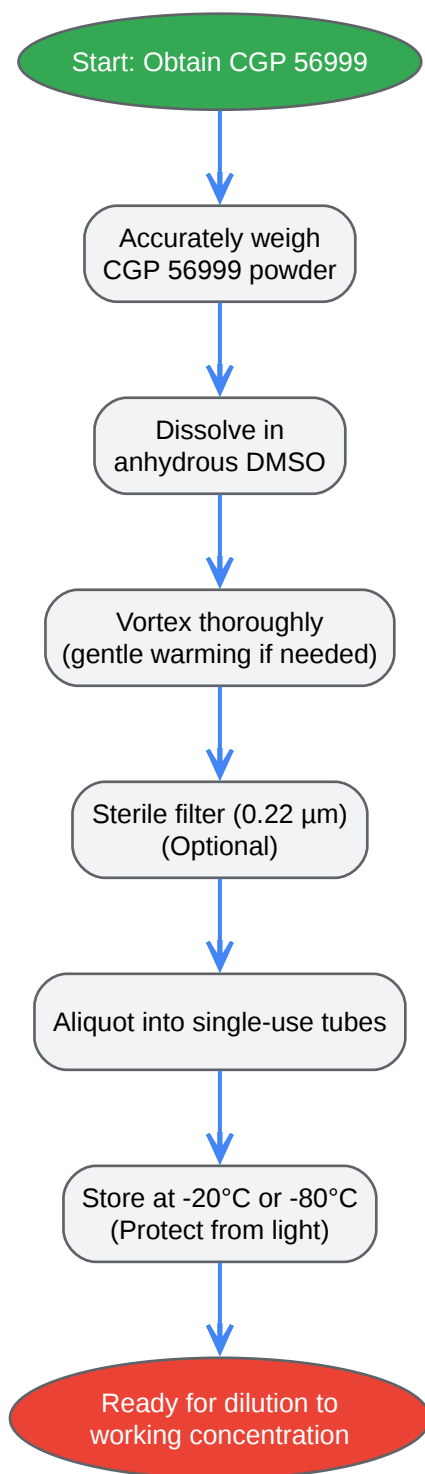 Start: Obtain CGP 56999
Accurately weigh
CGP 56999 powder
Dissolve in
anhydrous DMSO
Vortex thoroughly
(gentle warming if needed)
Sterile filter (0.22 µm)
(Optional)
Aliquot into single-use tubes
Store at -20°C or -80°C
(Protect from light)
Ready for dilution to
working concentration